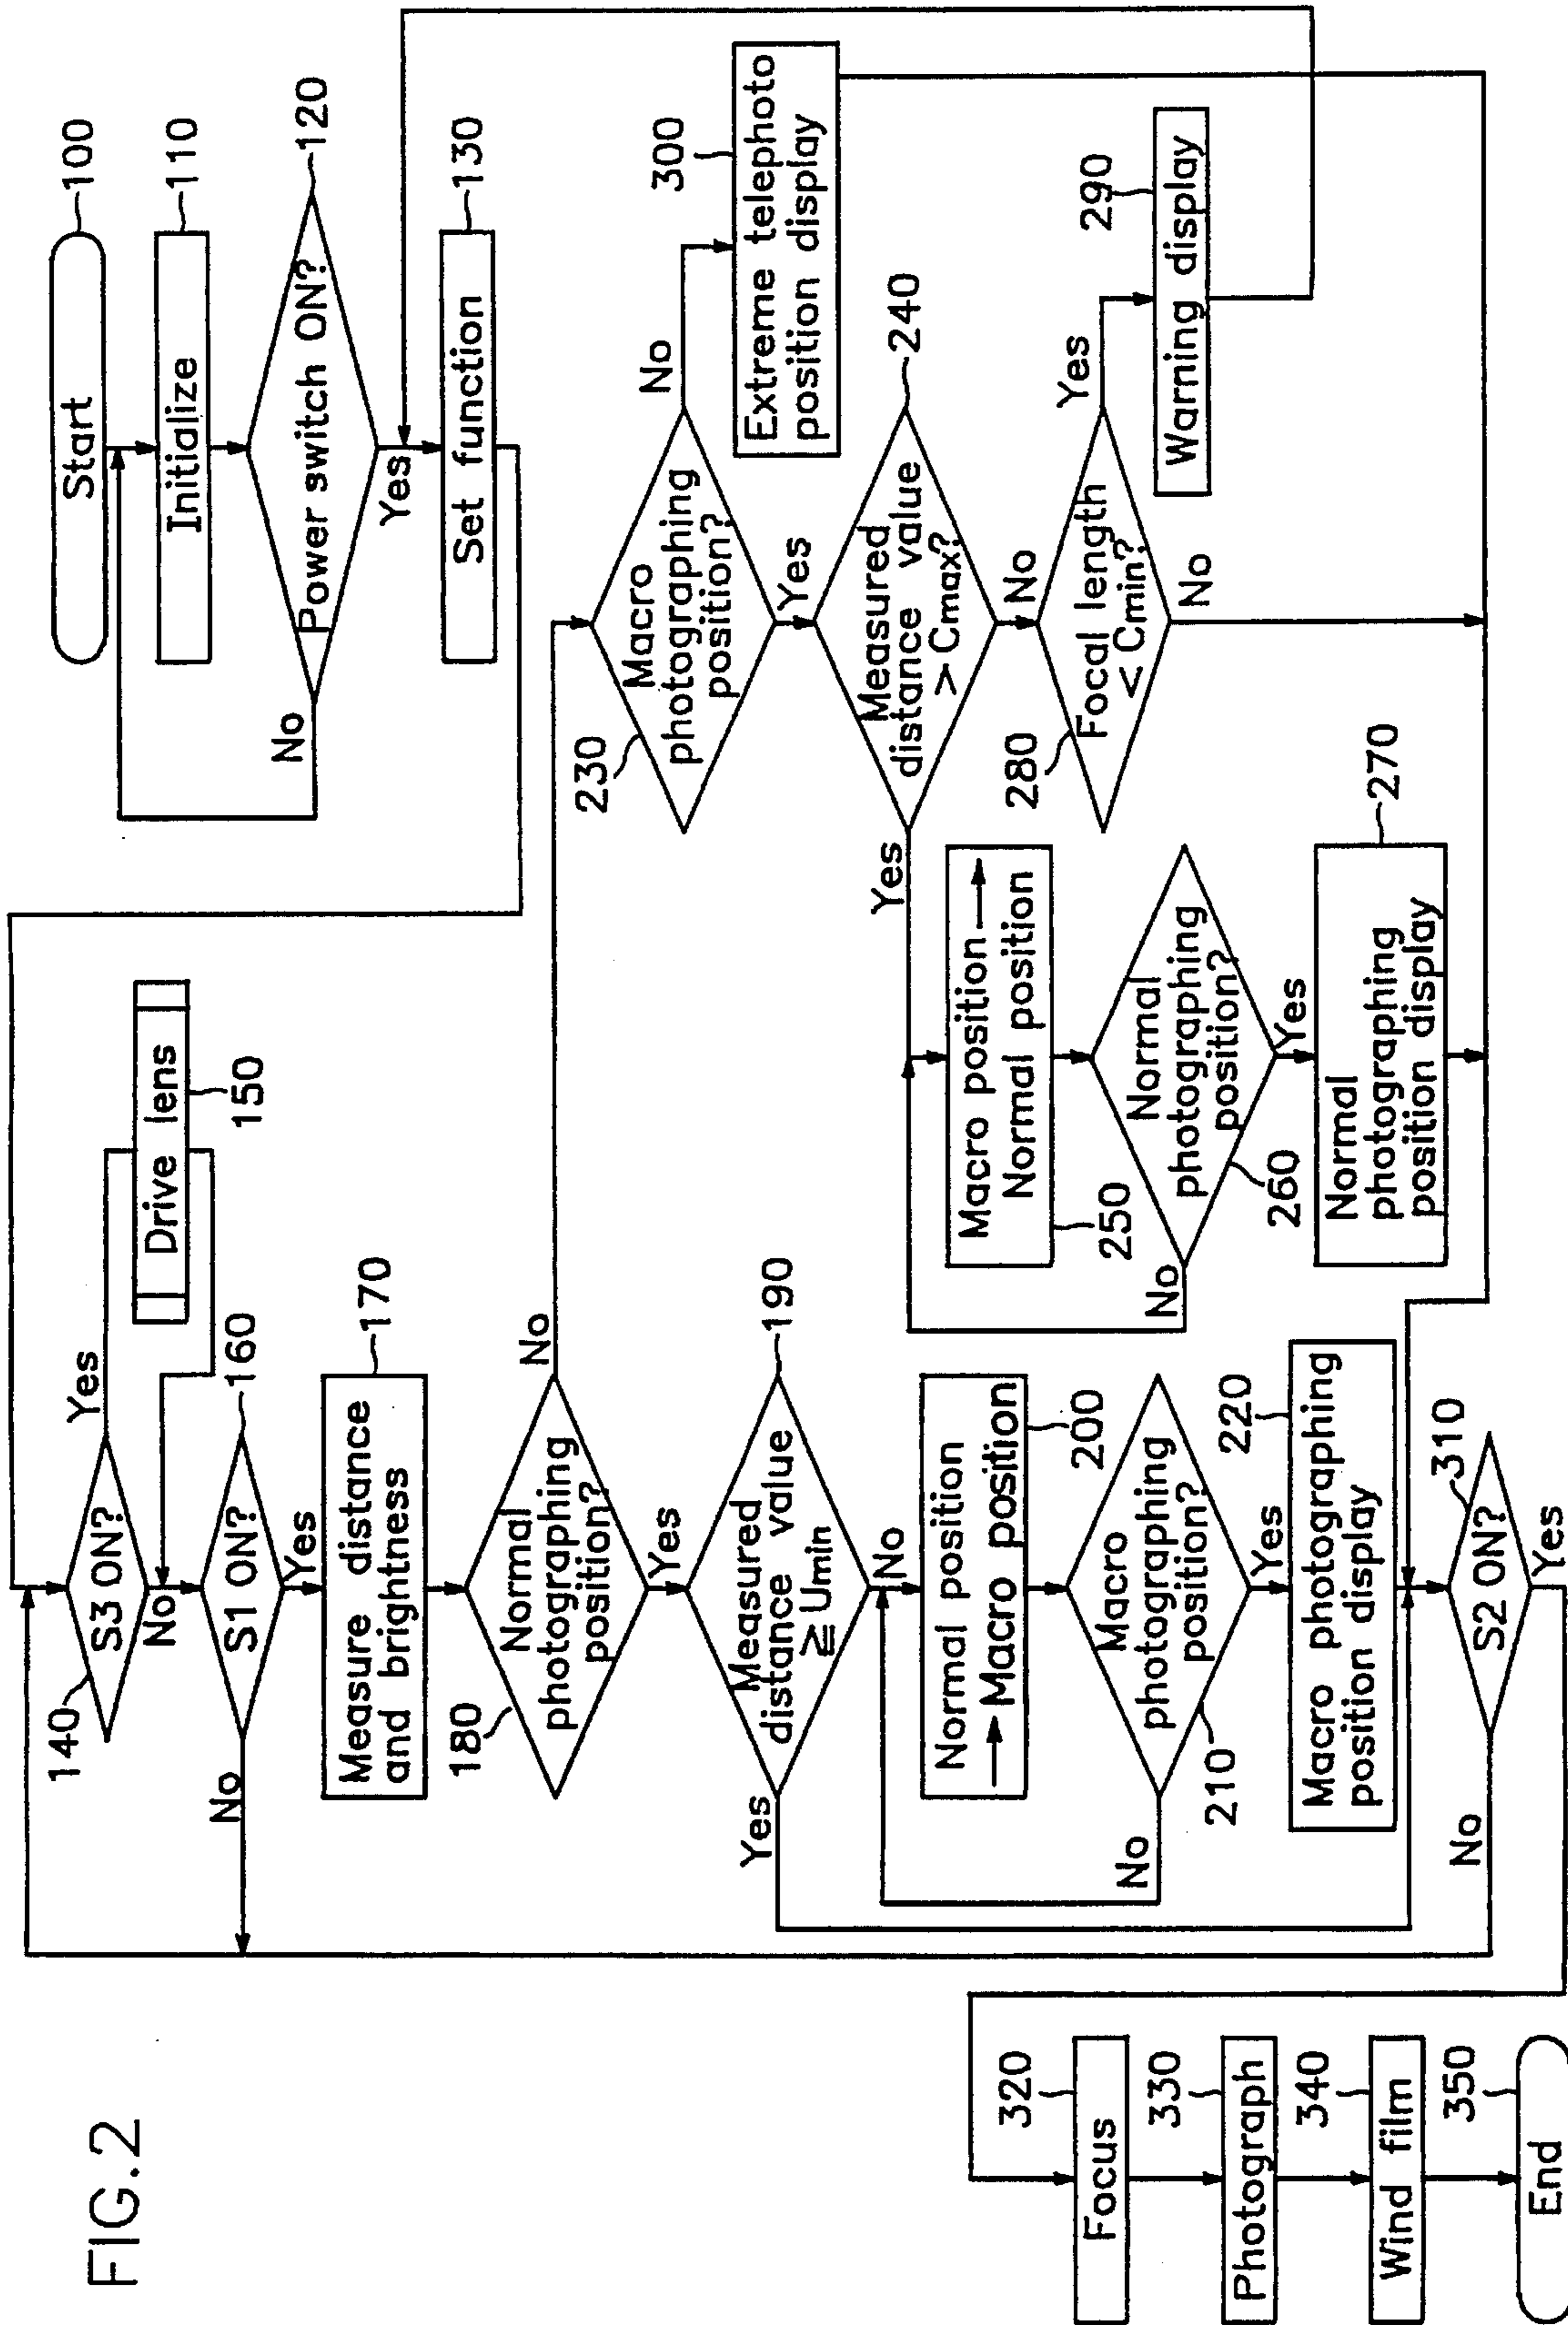 FIG.2
Start
100
Initialize
110
Power switch ON?
120
No
Yes
Set function
130
S3 ON?
140
Yes
No
Drive lens
150
S1 ON?
160
No
Yes
Measure distance
and brightness
170
Normal
photographing
position?
180
No
Yes
Measured
distance value
≧ Umin
190
Yes
No
Normal position
→ Macro position
200
Macro
photographing
position?
210
No
Yes
Macro photographing
position display
220
Macro
photographing
position?
230
No
Yes
Extreme telephoto
position display
300
Measured
distance value
> Cmax?
240
Yes
No
Macro position →
Normal position
250
Normal
photographing
position?
260
No
Yes
Normal
photographing
position display
270
Focal length
< Cmin?
280
Yes
No
Warning display
290
S2 ON?
310
No
Yes
Focus
320
Photograph
330
Wind film
340
End
350